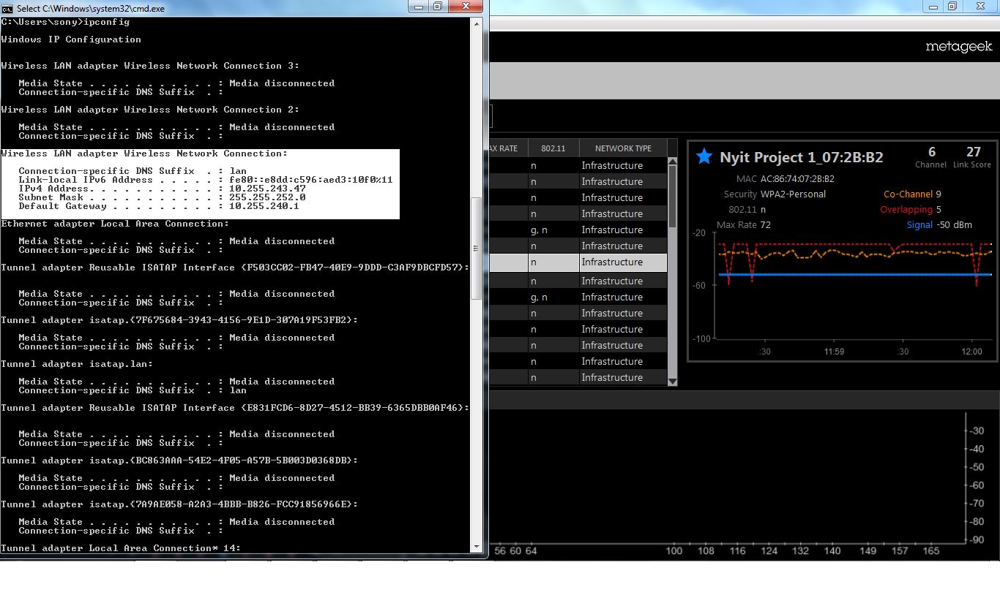 Select C:\Windows\system32\cmd.exe
C:\Users\sony>ipconfig
Windows IP Configuration
Wireless LAN adapter Wireless Network Connection 3:
Media State . . . . . . . . . . . : Media disconnected
Connection-specific DNS Suffix  . :
Wireless LAN adapter Wireless Network Connection 2:
Media State . . . . . . . . . . . : Media disconnected
Connection-specific DNS Suffix  . :
Wireless LAN adapter Wireless Network Connection:
Connection-specific DNS Suffix  . : lan
Link-local IPv6 Address . . . . . : fe80::e8dd:c596:aed3:10f0%11
IPv4 Address. . . . . . . . . . . : 10.255.243.47
Subnet Mask . . . . . . . . . . . : 255.255.252.0
Default Gateway . . . . . . . . . : 10.255.240.1
Ethernet adapter Local Area Connection:
Media State . . . . . . . . . . . : Media disconnected
Connection-specific DNS Suffix  . :
Tunnel adapter Reusable ISATAP Interface {F503CC02-FB47-40E9-9DDD-C3AF9DBCFD57}:
Media State . . . . . . . . . . . : Media disconnected
Connection-specific DNS Suffix  . :
Tunnel adapter isatap.{7F675684-3943-4156-9E1D-307A19F53FB2}:
Media State . . . . . . . . . . . : Media disconnected
Connection-specific DNS Suffix  . :
Tunnel adapter isatap.lan:
Media State . . . . . . . . . . . : Media disconnected
Connection-specific DNS Suffix  . : lan
Tunnel adapter Reusable ISATAP Interface {E831FCD6-8D27-4512-BB39-6365DBB0AF46}:
Media State . . . . . . . . . . . : Media disconnected
Connection-specific DNS Suffix  . :
Tunnel adapter isatap.{BC863AAA-54E2-4F05-A57B-5B003D0368DB}:
Media State . . . . . . . . . . . : Media disconnected
Connection-specific DNS Suffix  . :
Tunnel adapter isatap.{7A9AE058-A2A3-4BBB-B826-FCC91856966E}:
Media State . . . . . . . . . . . : Media disconnected
Connection-specific DNS Suffix  . :
Tunnel adapter Local Area Connection* 14:
metageek
AX RATE 802.11 NETWORK TYPE
n Infrastructure
n Infrastructure
n Infrastructure
n Infrastructure
g, n Infrastructure
n Infrastructure
n Infrastructure
n Infrastructure
g, n Infrastructure
n Infrastructure
n Infrastructure
n Infrastructure
n Infrastructure
n Infrastructure
Nyit Project 1_07:2B:B2 6 27
Channel Link Score
MAC AC:86:74:07:2B:B2
Security WPA2-Personal Co-Channel 9
802.11 n Overlapping 5
Max Rate 72 Signal -50 dBm
-20
-60
-100
:30 11:59 :30 12:00
-30
-40
-50
-60
-70
-80
-90
56 60 64 100 108 116 124 132 140 149 157 165